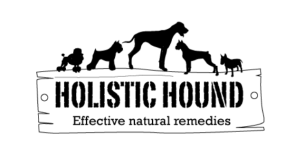 HOLISTIC HOUND
Effective natural remedies